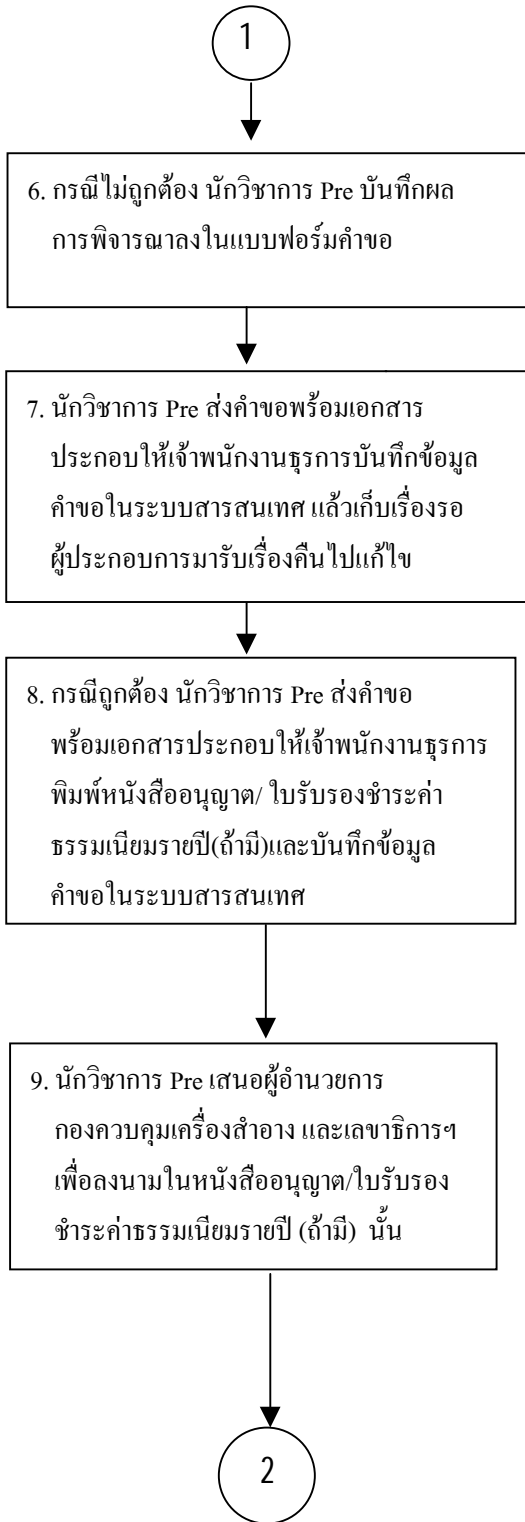 1
6. กรณีไม่ถูกต้อง นักวิชาการ Pre บันทึกผล
การพิจารณาลงในแบบฟอร์มคำขอ
7. นักวิชาการ Pre ส่งคำขอพร้อมเอกสาร
ประกอบให้เจ้าพนักงานธุรการบันทึกข้อมูล
คำขอในระบบสารสนเทศ แล้วเก็บเรื่องรอ
ผู้ประกอบการมารับเรื่องคืนไปแก้ไข
8. กรณีถูกต้อง นักวิชาการ Pre ส่งคำขอ
พร้อมเอกสารประกอบให้เจ้าพนักงานธุรการ
พิมพ์หนังสืออนุญาต/ ใบรับรองชำระค่า
ธรรมเนียมรายปี(ถ้ามี)และบันทึกข้อมูล
คำขอในระบบสารสนเทศ
9. นักวิชาการ Pre เสนอผู้อำนวยการ
กองควบคุมเครื่องสำอาง และเลขาธิการฯ
เพื่อลงนามในหนังสืออนุญาต/ใบรับรอง
ชำระค่าธรรมเนียมรายปี (ถ้ามี) นั้น
2